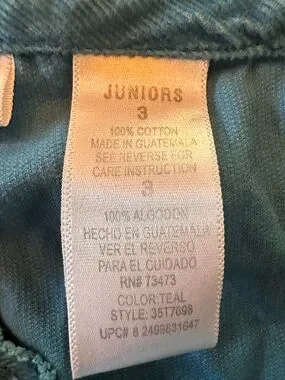 JUNIORS
3
100% COTTON
MADE IN GUATEMALA
SEE REVERSE FOR
CARE INSTRUCTION
3
100% ALGODON
HECHO EN GUATEMALA
VER EL REVERSO
PARA EL CUIDADO
RN# 73473
COLOR:TEAL
STYLE: 35T7698
UPC# 8 2499631647